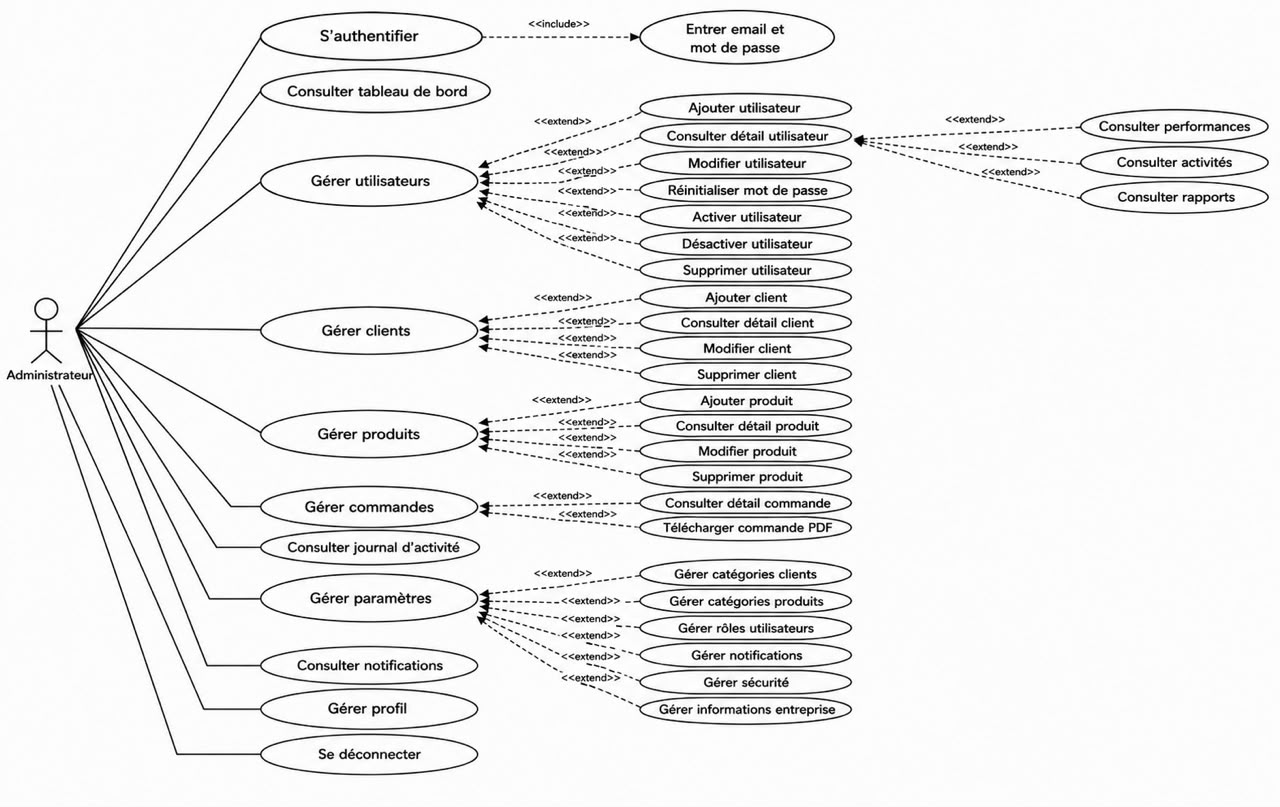 S’authentifier
<<include>>
Entrer email et
mot de passe
Consulter tableau de bord
Gérer utilisateurs
<<extend>>
<<extend>>
<<extend>>
<<extend>>
<<extend>>
<<extend>>
Ajouter utilisateur
Consulter détail utilisateur
Modifier utilisateur
Réinitialiser mot de passe
Activer utilisateur
Désactiver utilisateur
Supprimer utilisateur
<<extend>>
<<extend>>
<<extend>>
Consulter performances
Consulter activités
Consulter rapports
Administrateur
Gérer clients
<<extend>>
<<extend>>
<<extend>>
<<extend>>
Ajouter client
Consulter détail client
Modifier client
Supprimer client
Gérer produits
<<extend>>
<<extend>>
<<extend>>
<<extend>>
Ajouter produit
Consulter détail produit
Modifier produit
Supprimer produit
Gérer commandes
<<extend>>
<<extend>>
Consulter détail commande
Télécharger commande PDF
Consulter journal d’activité
Gérer paramètres
<<extend>>
<<extend>>
<<extend>>
<<extend>>
<<extend>>
<<extend>>
Gérer catégories clients
Gérer catégories produits
Gérer rôles utilisateurs
Gérer notifications
Gérer sécurité
Gérer informations entreprise
Consulter notifications
Gérer profil
Se déconnecter